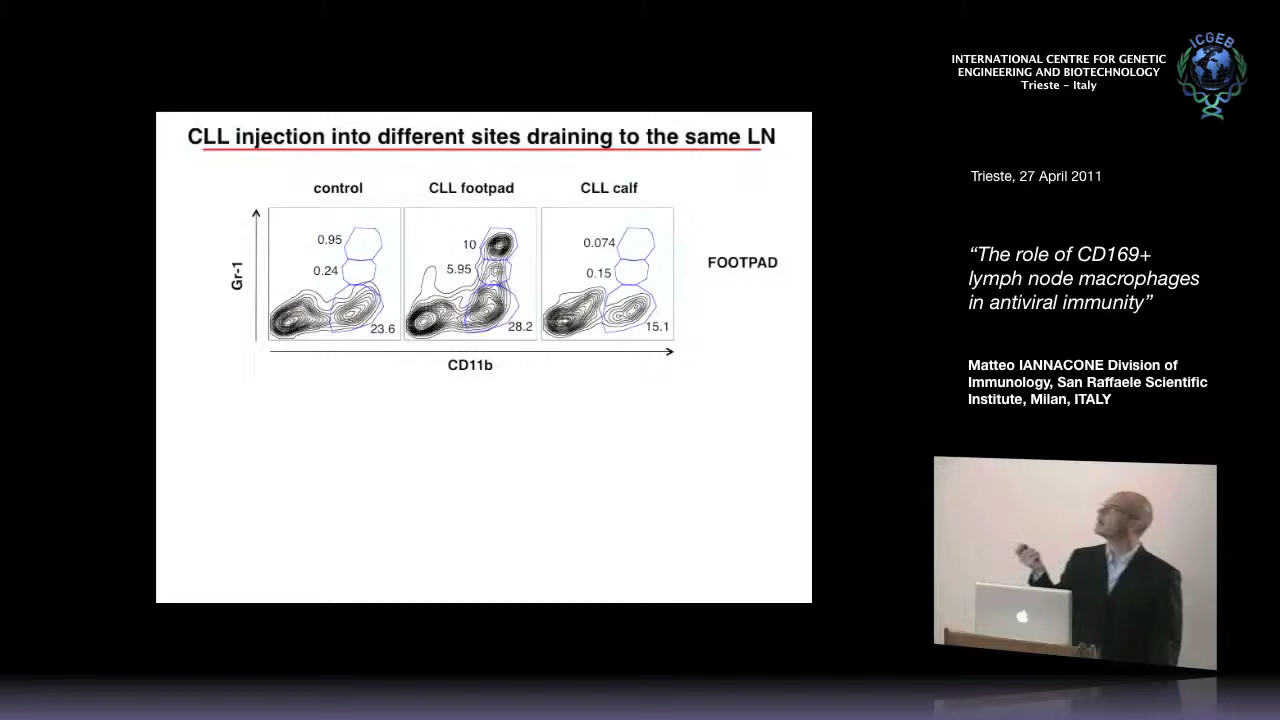 ICGEB
INTERNATIONAL CENTRE FOR GENETIC
ENGINEERING AND BIOTECHNOLOGY
Trieste – Italy
CLL injection into different sites draining to the same LN
control
CLL footpad
CLL calf
0.95
0.24
23.6
10
5.95
28.2
0.074
0.15
15.1
Gr-1
CD11b
FOOTPAD
Trieste, 27 April 2011
“The role of CD169+
lymph node macrophages
in antiviral immunity”
Matteo IANNACONE Division of
Immunology, San Raffaele Scientific
Institute, Milan, ITALY